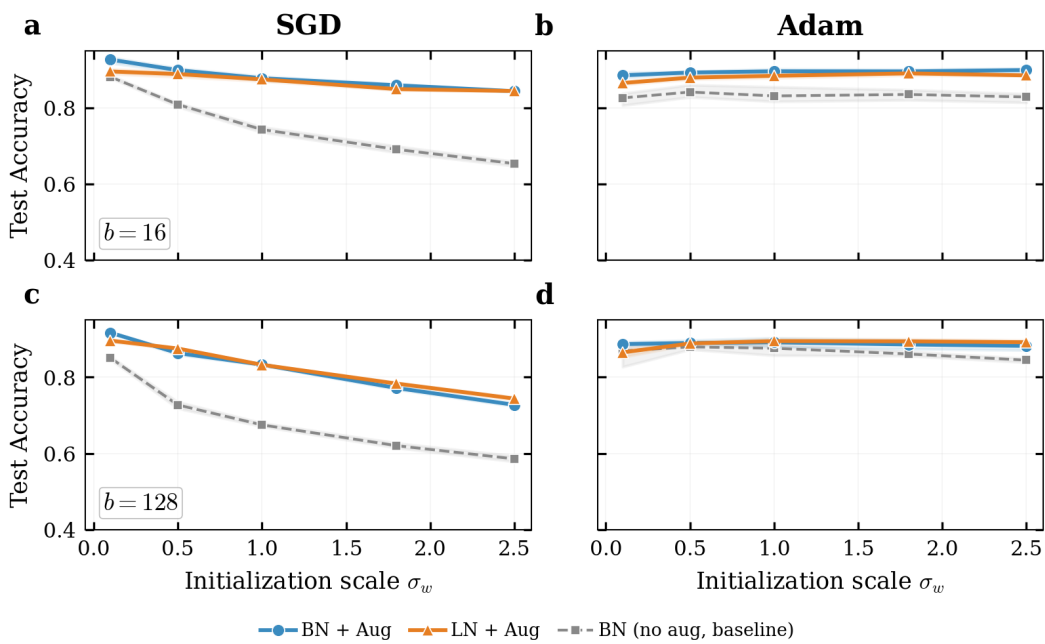 a
SGD
b
Adam
Test Accuracy
0.8
0.6
0.4
b = 16
c
d
Test Accuracy
0.8
0.6
0.4
b = 128
0.0 0.5 1.0 1.5 2.0 2.5
0.0 0.5 1.0 1.5 2.0 2.5
Initialization scale σ_w
Initialization scale σ_w
BN + Aug LN + Aug BN (no aug, baseline)